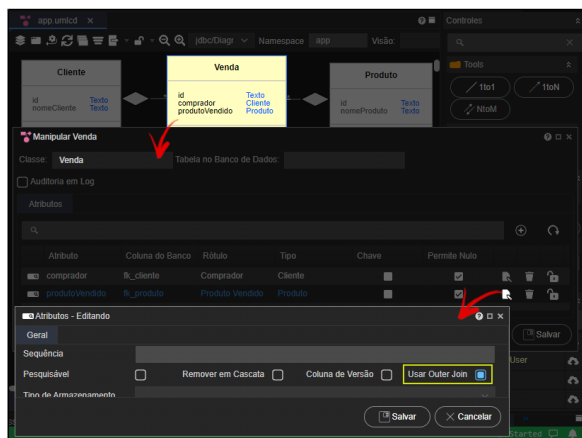 app.umlcd ×
Controles
jdbc/Diagr
Namespace app
Visão:
Tools
1to1
1toN
NtoM
Cliente
id Texto
nomeCliente Texto
Venda
id Texto
comprador Cliente
produtoVendido Produto
Produto
id Texto
nomeProduto Texto
Manipular Venda
Classe: Venda Tabela no Banco de Dados:
Auditoria em Log
Atributos
Atributo Coluna do Banco Rótulo Tipo Chave Permite Nulo
comprador fk_cliente Comprador Cliente
produtoVendido fk_produto Produto Vendido Produto
Salvar
User
Atributos - Editando
Geral
Sequência
Pesquisável Remover em Cascata Coluna de Versão Usar Outer Join
Tipo de Armazenamento
Salvar
Cancelar
Started